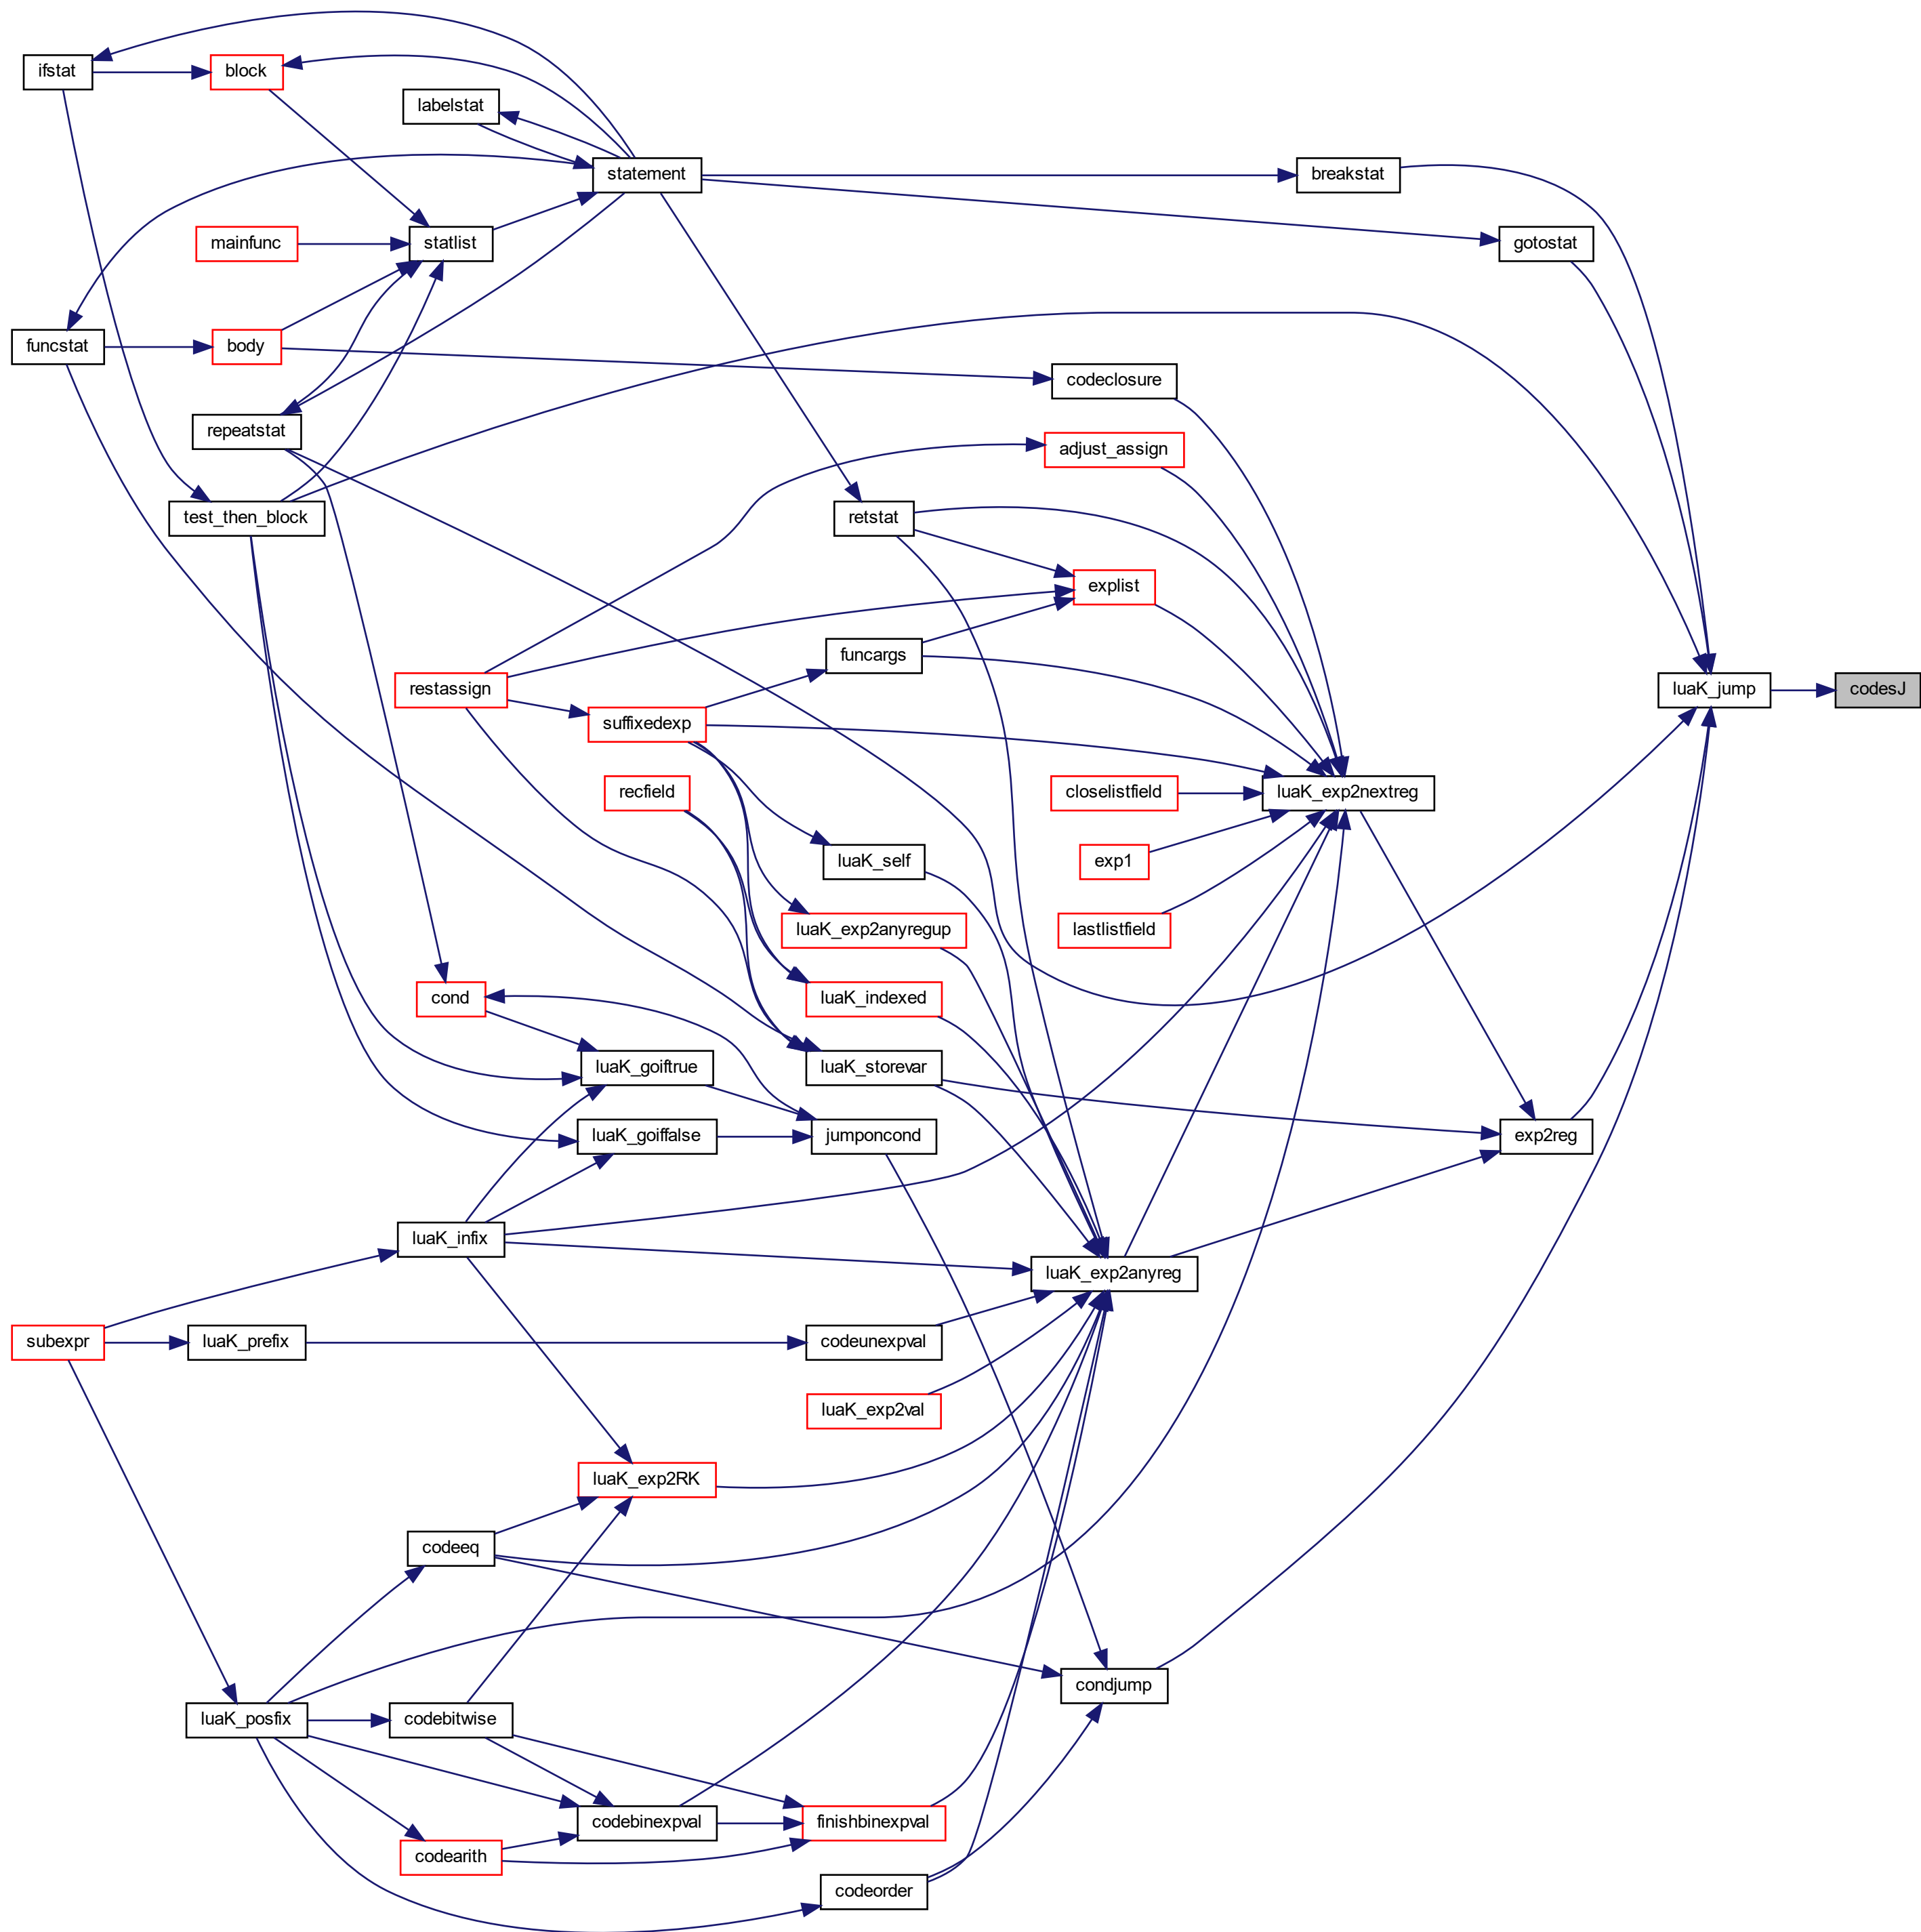 ifstat
block
labelstat
statement
breakstat
mainfunc
statlist
gotostat
funcstat
body
codeclosure
repeatstat
adjust_assign
test_then_block
retstat
explist
funcargs
restassign
luaK_jump
codesJ
suffixedexp
recfield
closelistfield
luaK_exp2nextreg
luaK_self
exp1
luaK_exp2anyregup
lastlistfield
cond
luaK_indexed
luaK_goiftrue
luaK_storevar
luaK_goiffalse
jumponcond
exp2reg
luaK_infix
luaK_exp2anyreg
subexpr
luaK_prefix
codeunexpval
luaK_exp2val
luaK_exp2RK
codeeq
condjump
luaK_posfix
codebitwise
codebinexpval
finishbinexpval
codearith
codeorder